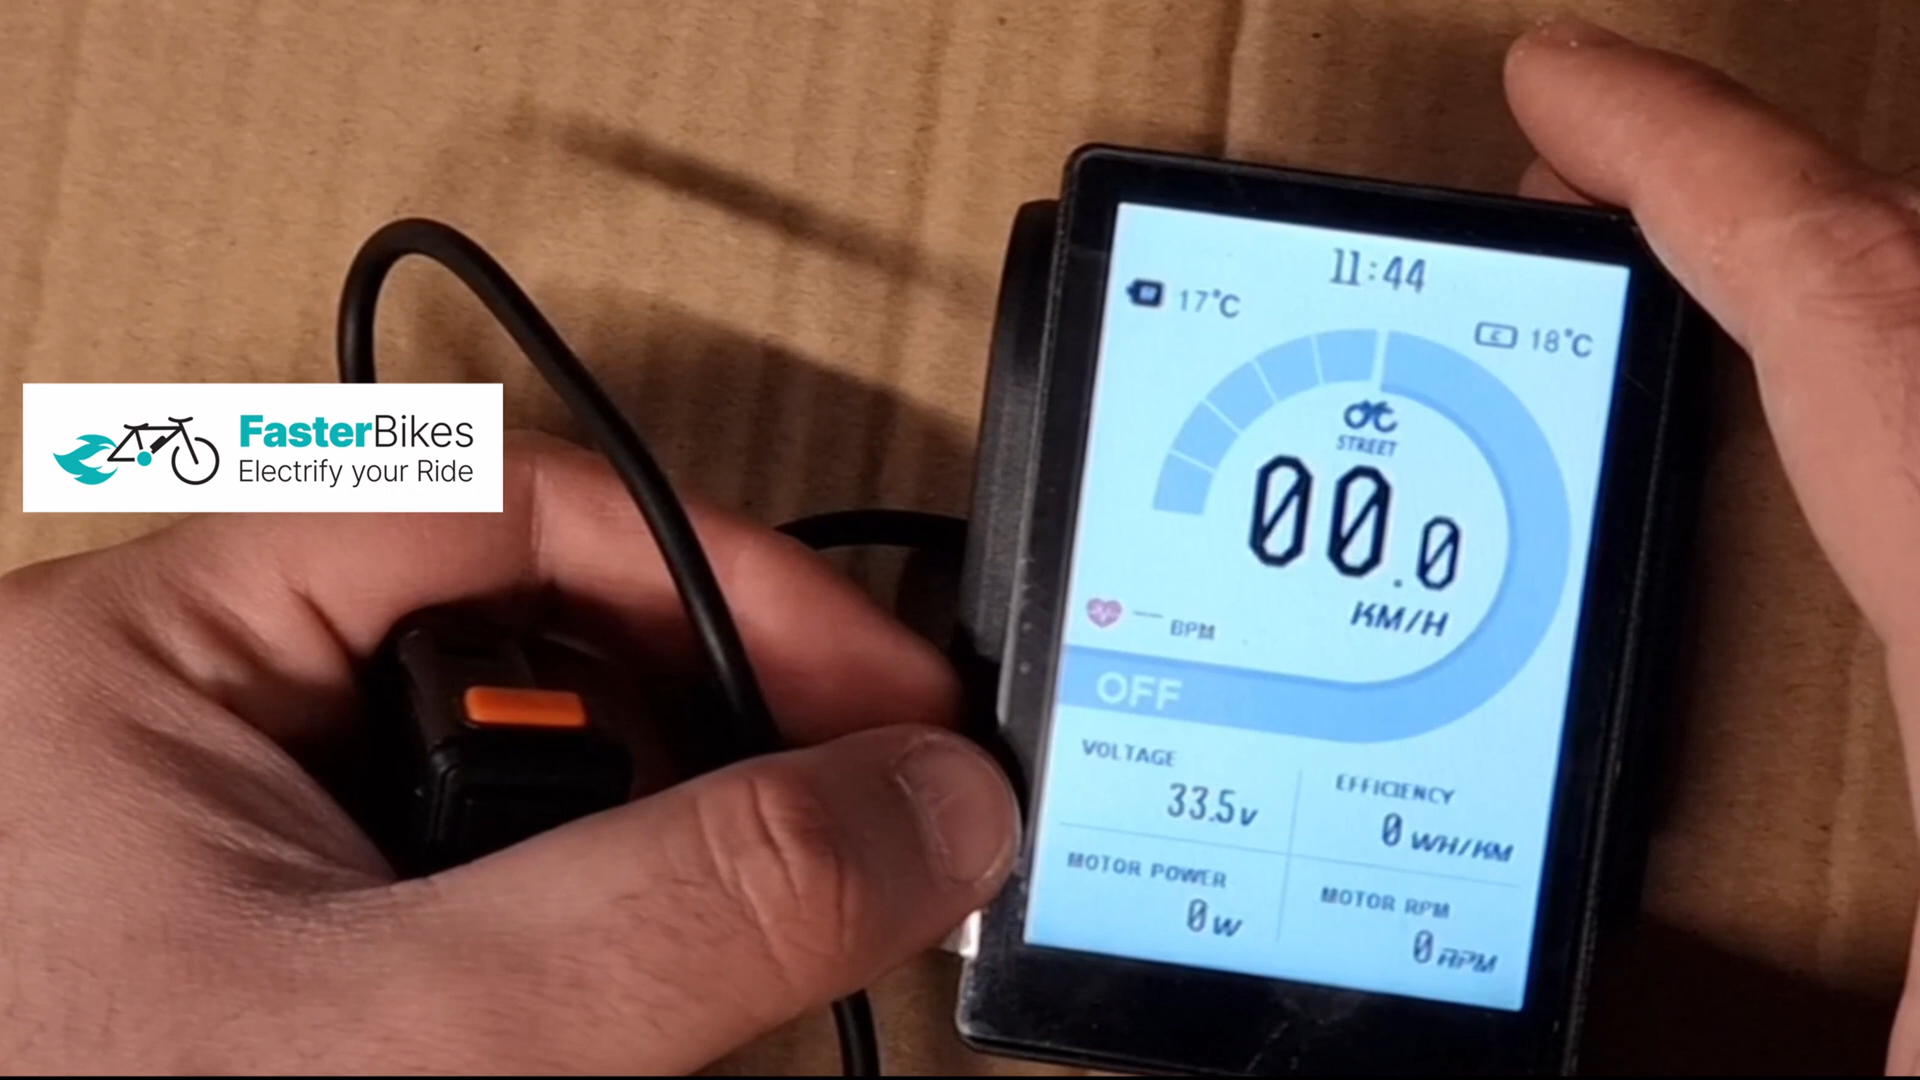 FasterBikes
Electrify your Ride
11:44
17°C
18°C
STREET
00.0
KM/H
-- BPM
OFF
VOLTAGE
33.5V
EFFICIENCY
0 WH/KM
MOTOR POWER
0W
MOTOR RPM
0 RPM